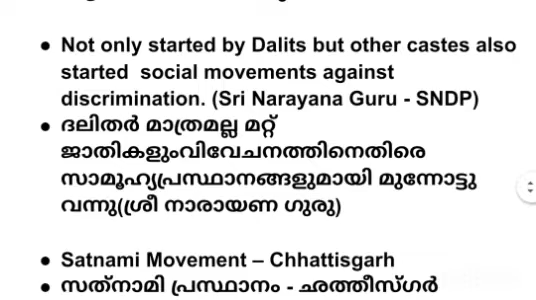 ● Not only started by Dalits but other castes also
started  social movements against
discrimination. (Sri Narayana Guru - SNDP)
● ദലിതർ മാത്രമല്ല മറ്റ്
ജാതികളുംവിവേചനത്തിനെതിരെ
സാമൂഹ്യപ്രസ്ഥാനങ്ങളുമായി മുന്നോട്ടു
വന്നു(ശ്രീ നാരായണ ഗുരു)
● Satnami Movement – Chhattisgarh
● സത്നാമി പ്രസ്ഥാനം - ഛത്തീസ്ഗർ